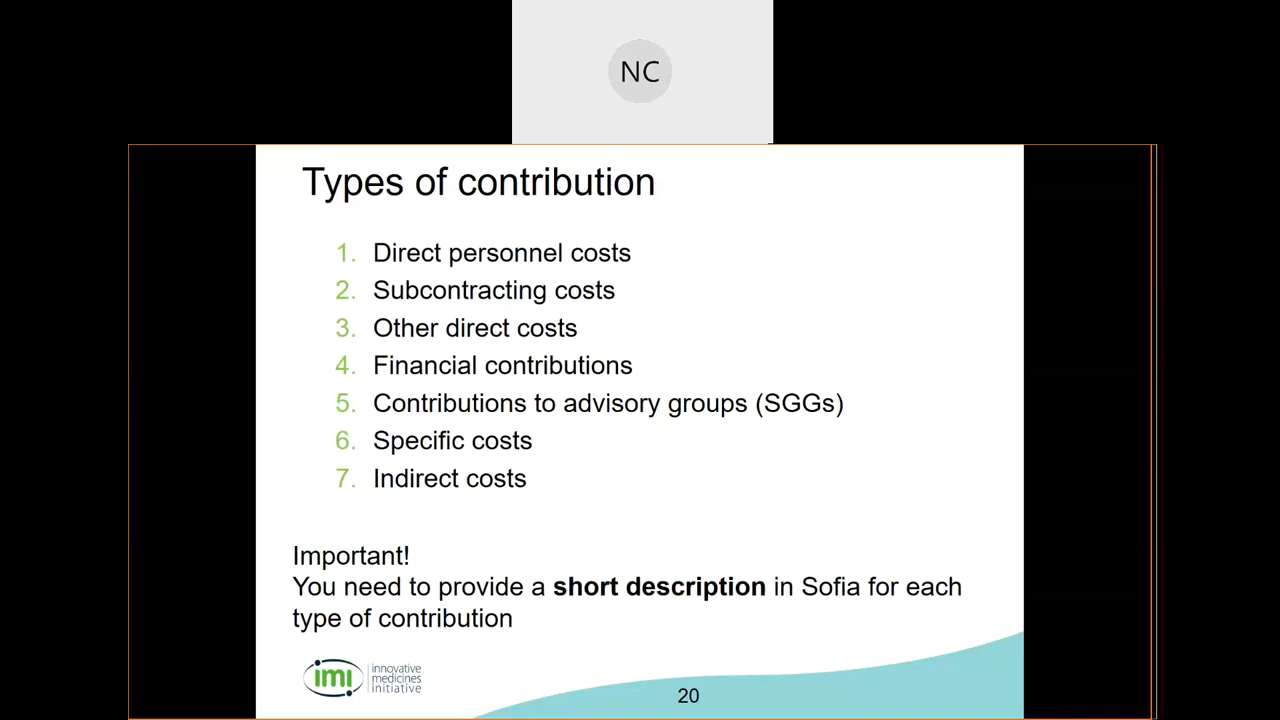 NC
Types of contribution
1. Direct personnel costs
2. Subcontracting costs
3. Other direct costs
4. Financial contributions
5. Contributions to advisory groups (SGGs)
6. Specific costs
7. Indirect costs
Important!
You need to provide a short description in Sofia for each
type of contribution
imi
innovative
medicines
initiative
20